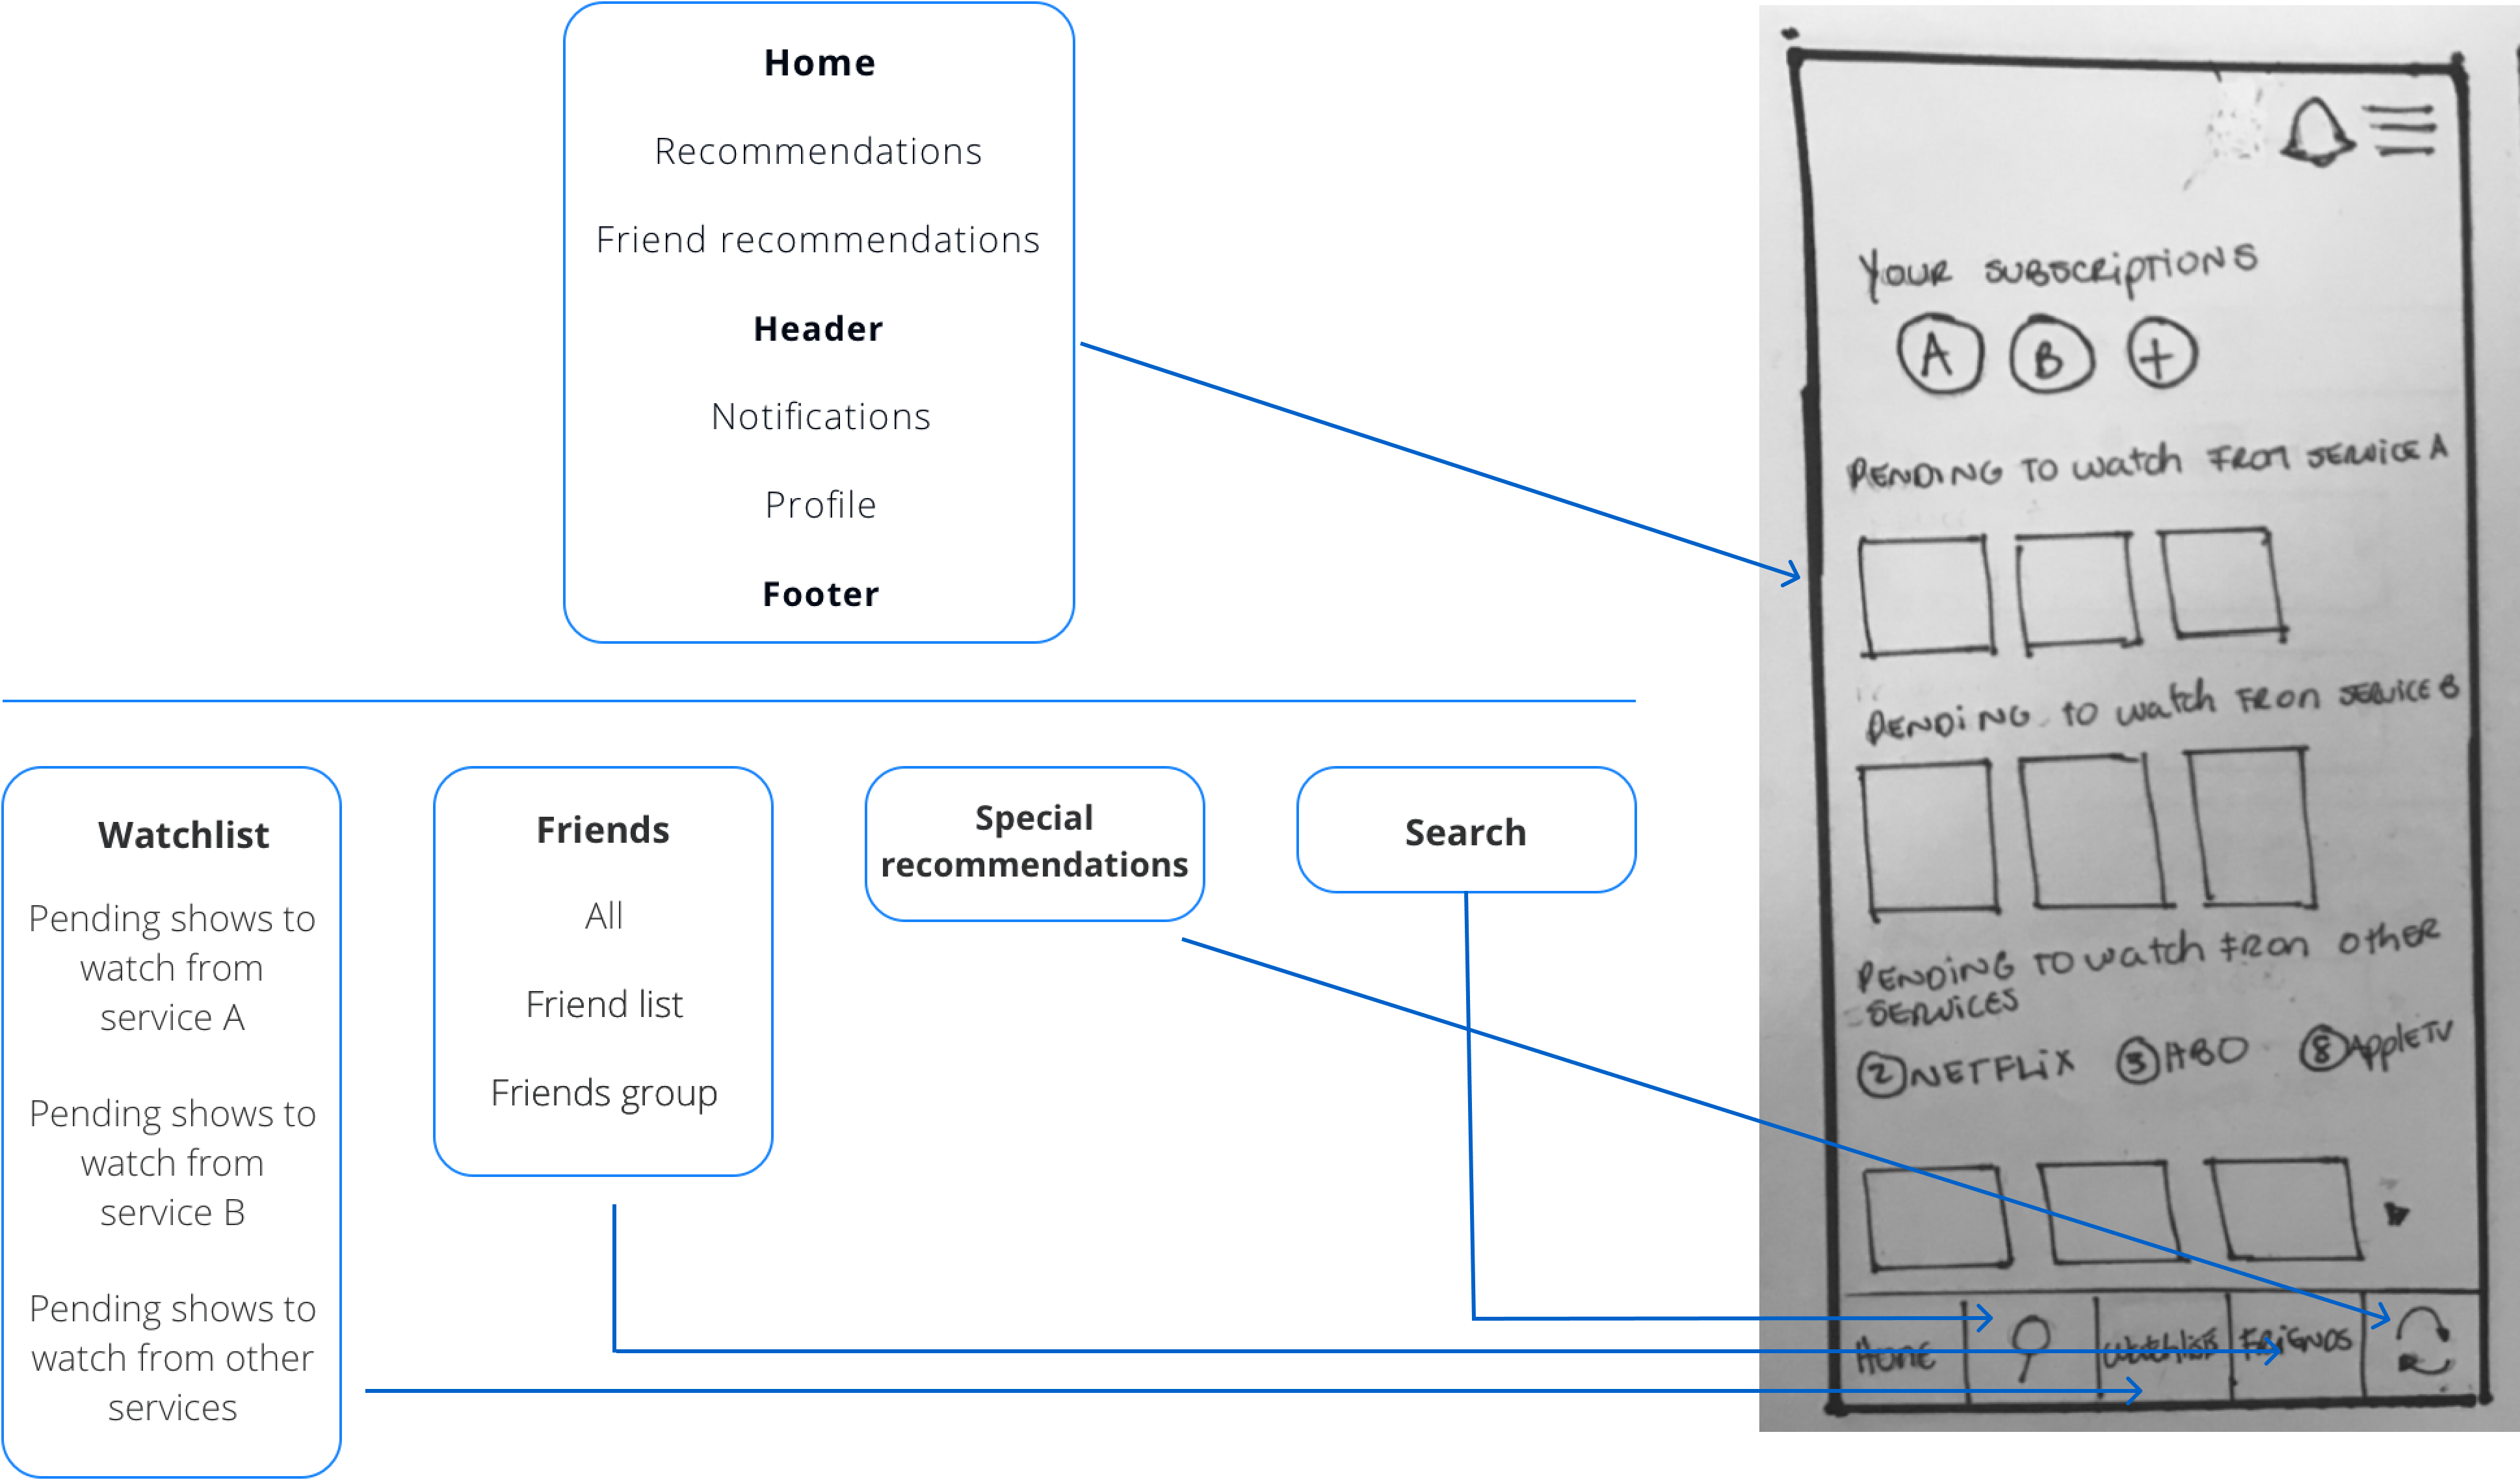 Home
Recommendations
Friend recommendations
Header
Notifications
Profile
Footer
Watchlist
Pending shows to
watch from
service A
Pending shows to
watch from
service B
Pending shows to
watch from other
services
Friends
All
Friend list
Friends group
Special
recommendations
Search
Your subscriptions
A B +
Pending to watch from service A
Pending to watch from service B
Pending to watch from other
services
2 NETFLIX 3 HBO 8 AppleTV
Home Watchlist Friends